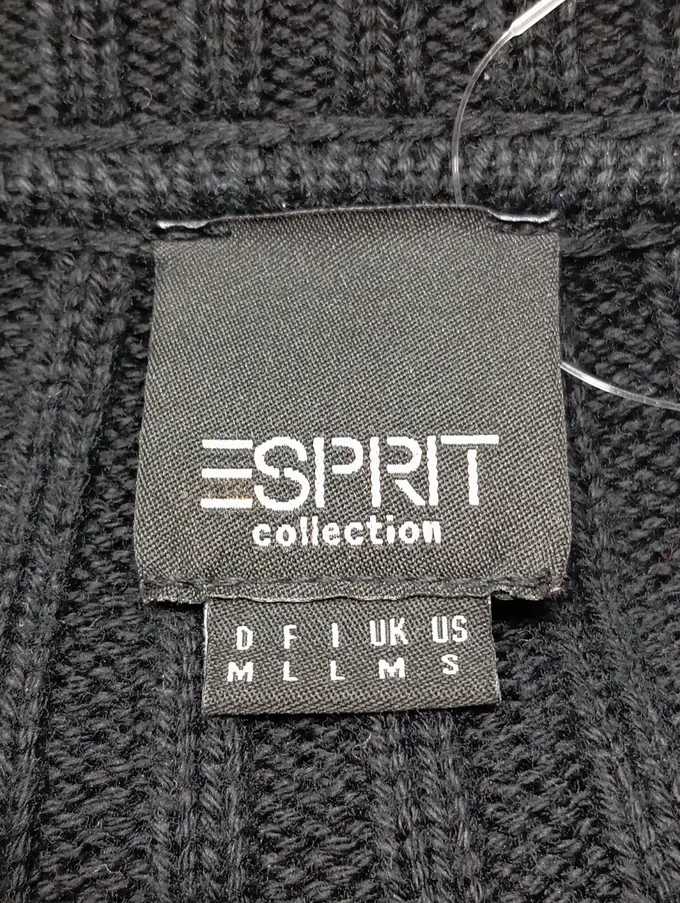 ESPRIT
collection
D F I UK US
M L L M S